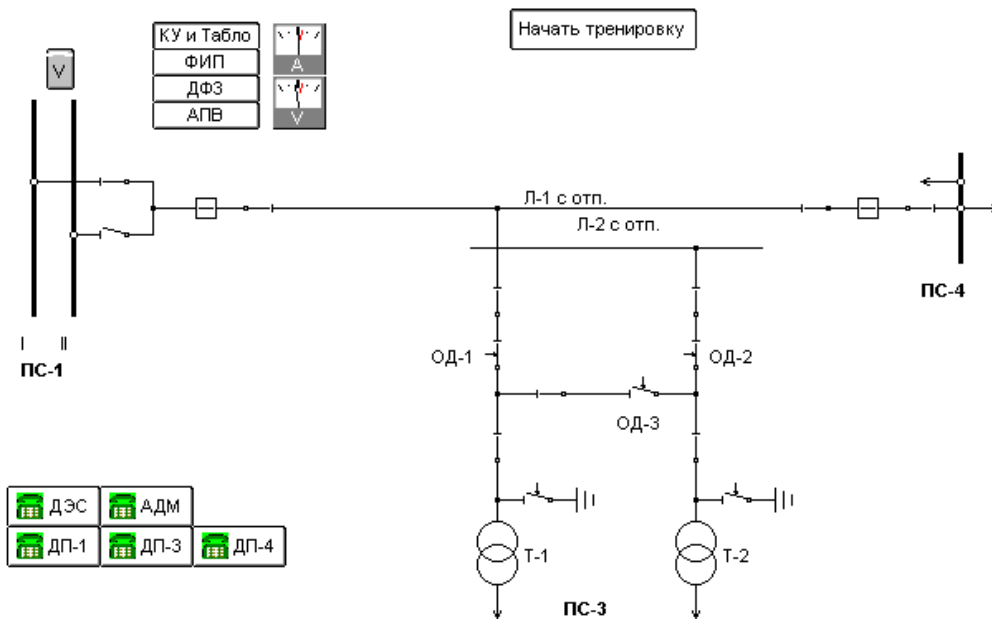 КУ и Табло
ФИП
ДФЗ
АПВ
A
V
Начать тренировку
V
Л-1 с отп.
Л-2 с отп.
ПС-4
I II
ПС-1
ОД-1
ОД-2
ОД-3
ДЭС
АДМ
ДП-1
ДП-3
ДП-4
Т-1
Т-2
ПС-3